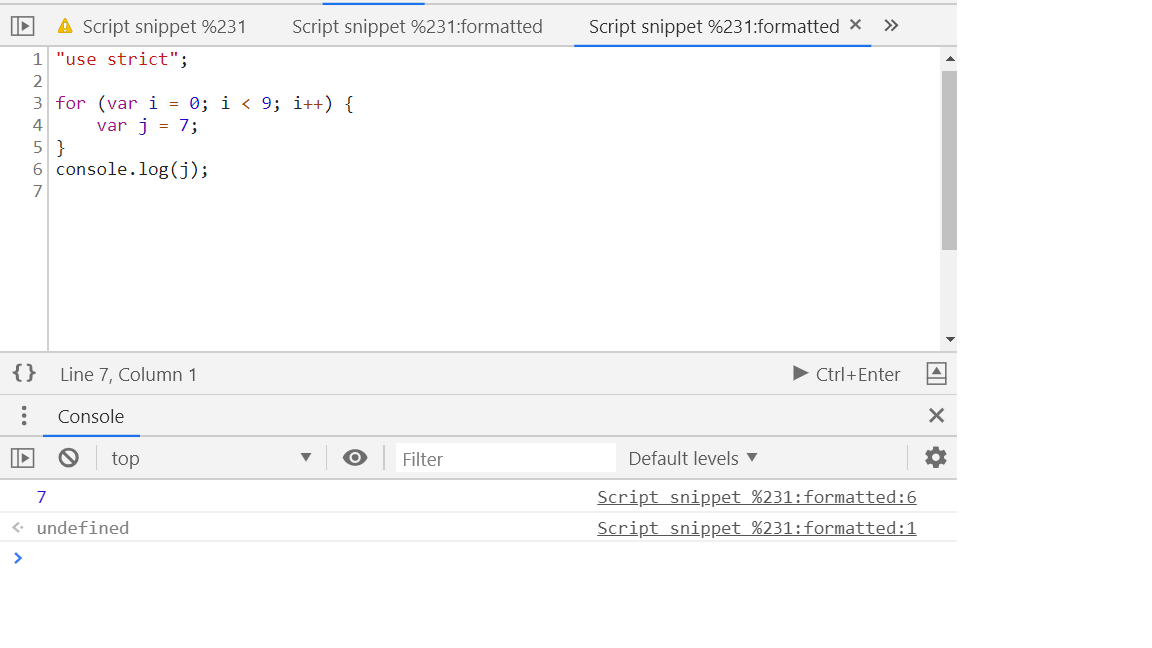 Script snippet %231 Script snippet %231:formatted Script snippet %231:formatted × »
1 "use strict";
2
3 for (var i = 0; i < 9; i++) {
4     var j = 7;
5 }
6 console.log(j);
7
{} Line 7, Column 1 Ctrl+Enter
Console ×
top Filter Default levels
7 Script snippet %231:formatted:6
undefined Script snippet %231:formatted:1
>